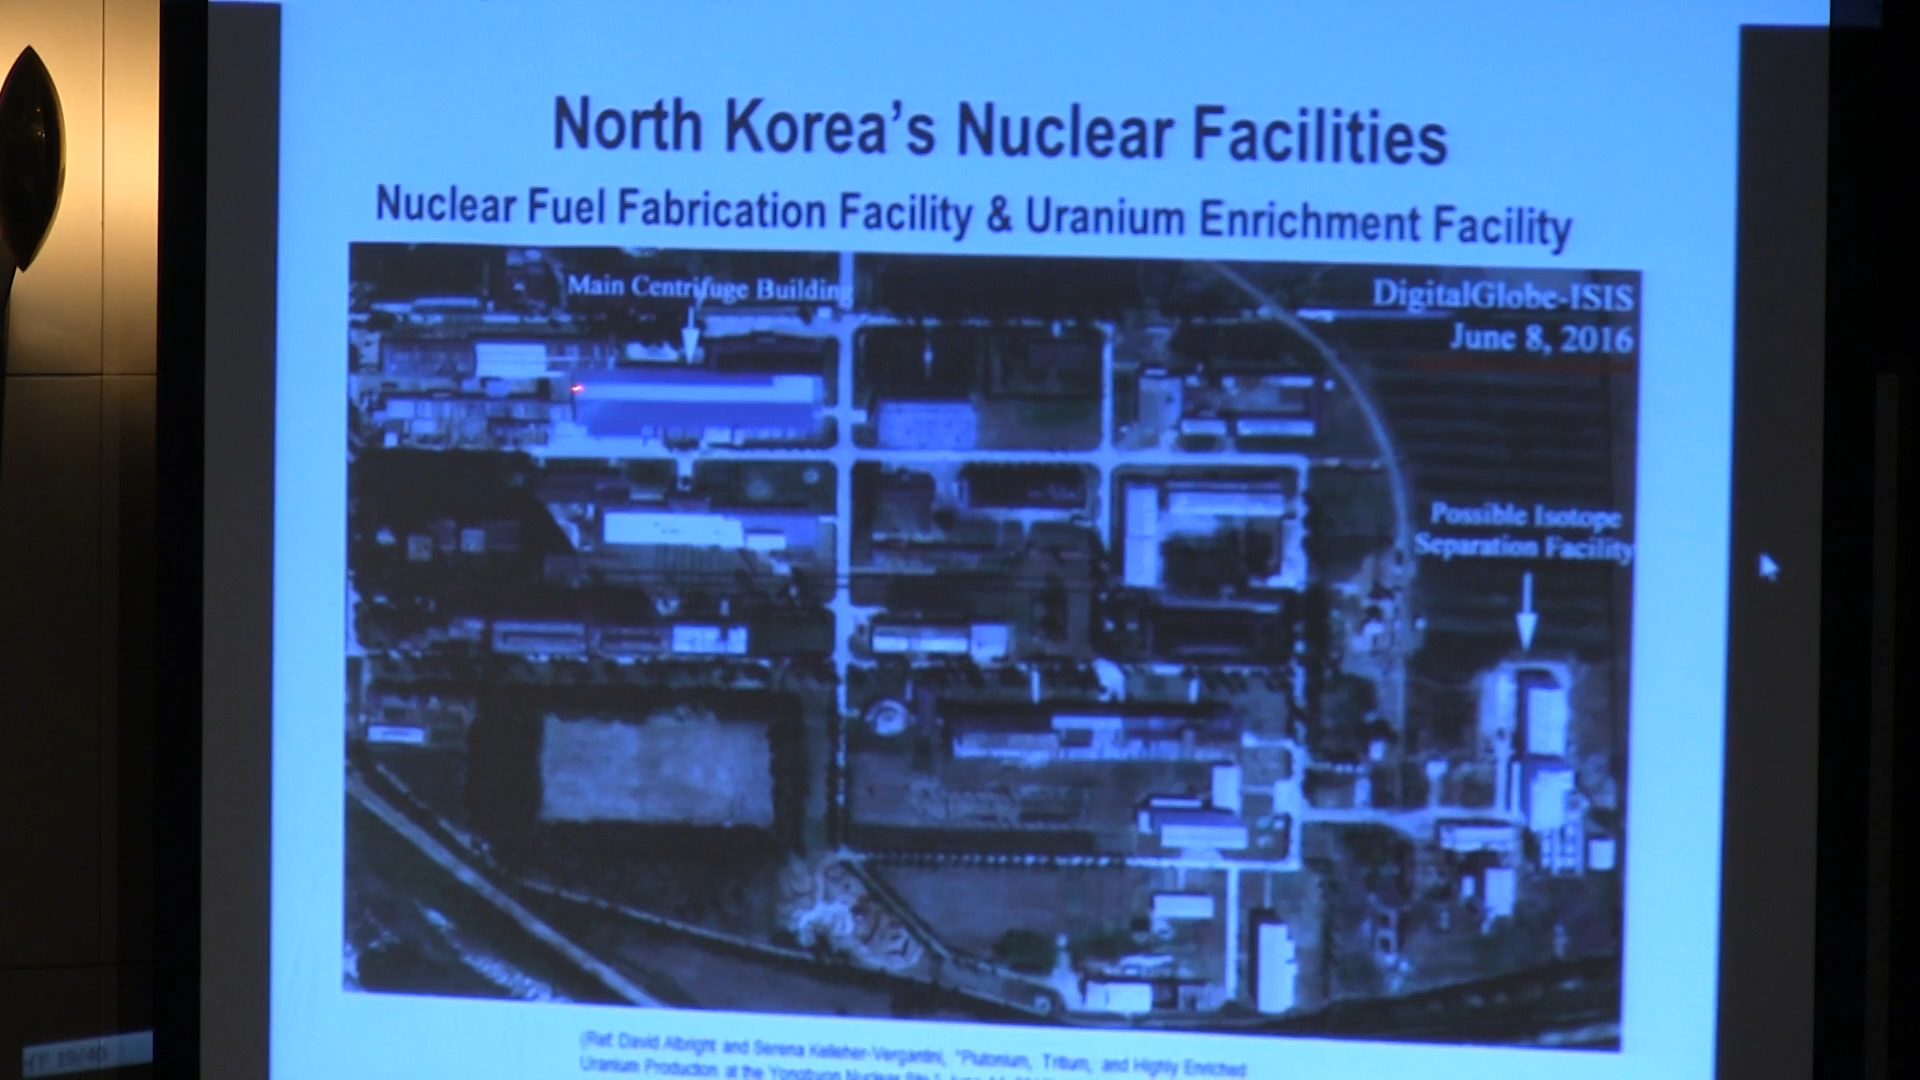 North Korea's Nuclear Facilities
Nuclear Fuel Fabrication Facility & Uranium Enrichment Facility
Main Centrifuge Building
DigitalGlobe-ISIS
June 8, 2016
Possible Isotope
Separation Facility
(Ref: David Albright and Serena Kelleher-Vergantini, "Plutonium, Tritium, and Highly Enriched
Uranium Production at the Yongbyon Nuclear Site,"